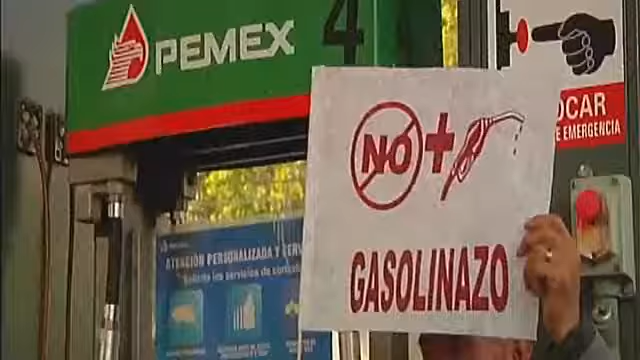 PEMEX
4
NO +
GASOLINAZO
OCAR
E EMERGENCIA
ATENCIÓN PERSONALIZADA Y SERV